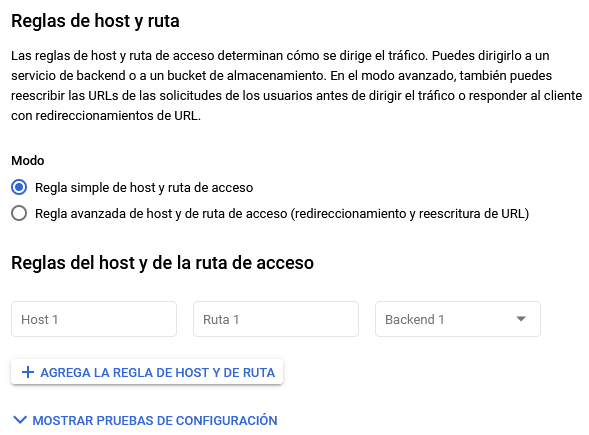 Reglas de host y ruta
Las reglas de host y ruta de acceso determinan cómo se dirige el tráfico. Puedes dirigirlo a un
servicio de backend o a un bucket de almacenamiento. En el modo avanzado, también puedes
reescribir las URLs de las solicitudes de los usuarios antes de dirigir el tráfico o responder al cliente
con redireccionamientos de URL.
Modo
Regla simple de host y ruta de acceso
Regla avanzada de host y de ruta de acceso (redireccionamiento y reescritura de URL)
Reglas del host y de la ruta de acceso
Host 1
Ruta 1
Backend 1
AGREGA LA REGLA DE HOST Y DE RUTA
MOSTRAR PRUEBAS DE CONFIGURACIÓN